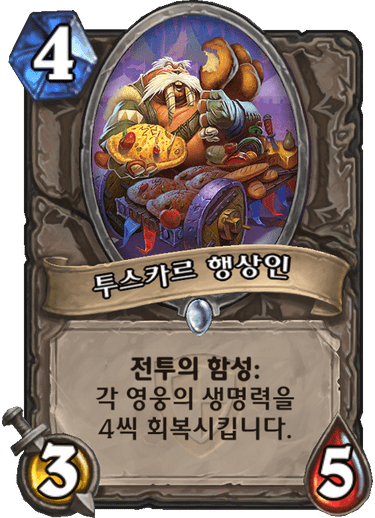 4
투스카르 행상인
전투의 함성:
각 영웅의 생명력을
4씩 회복시킵니다.
3
5